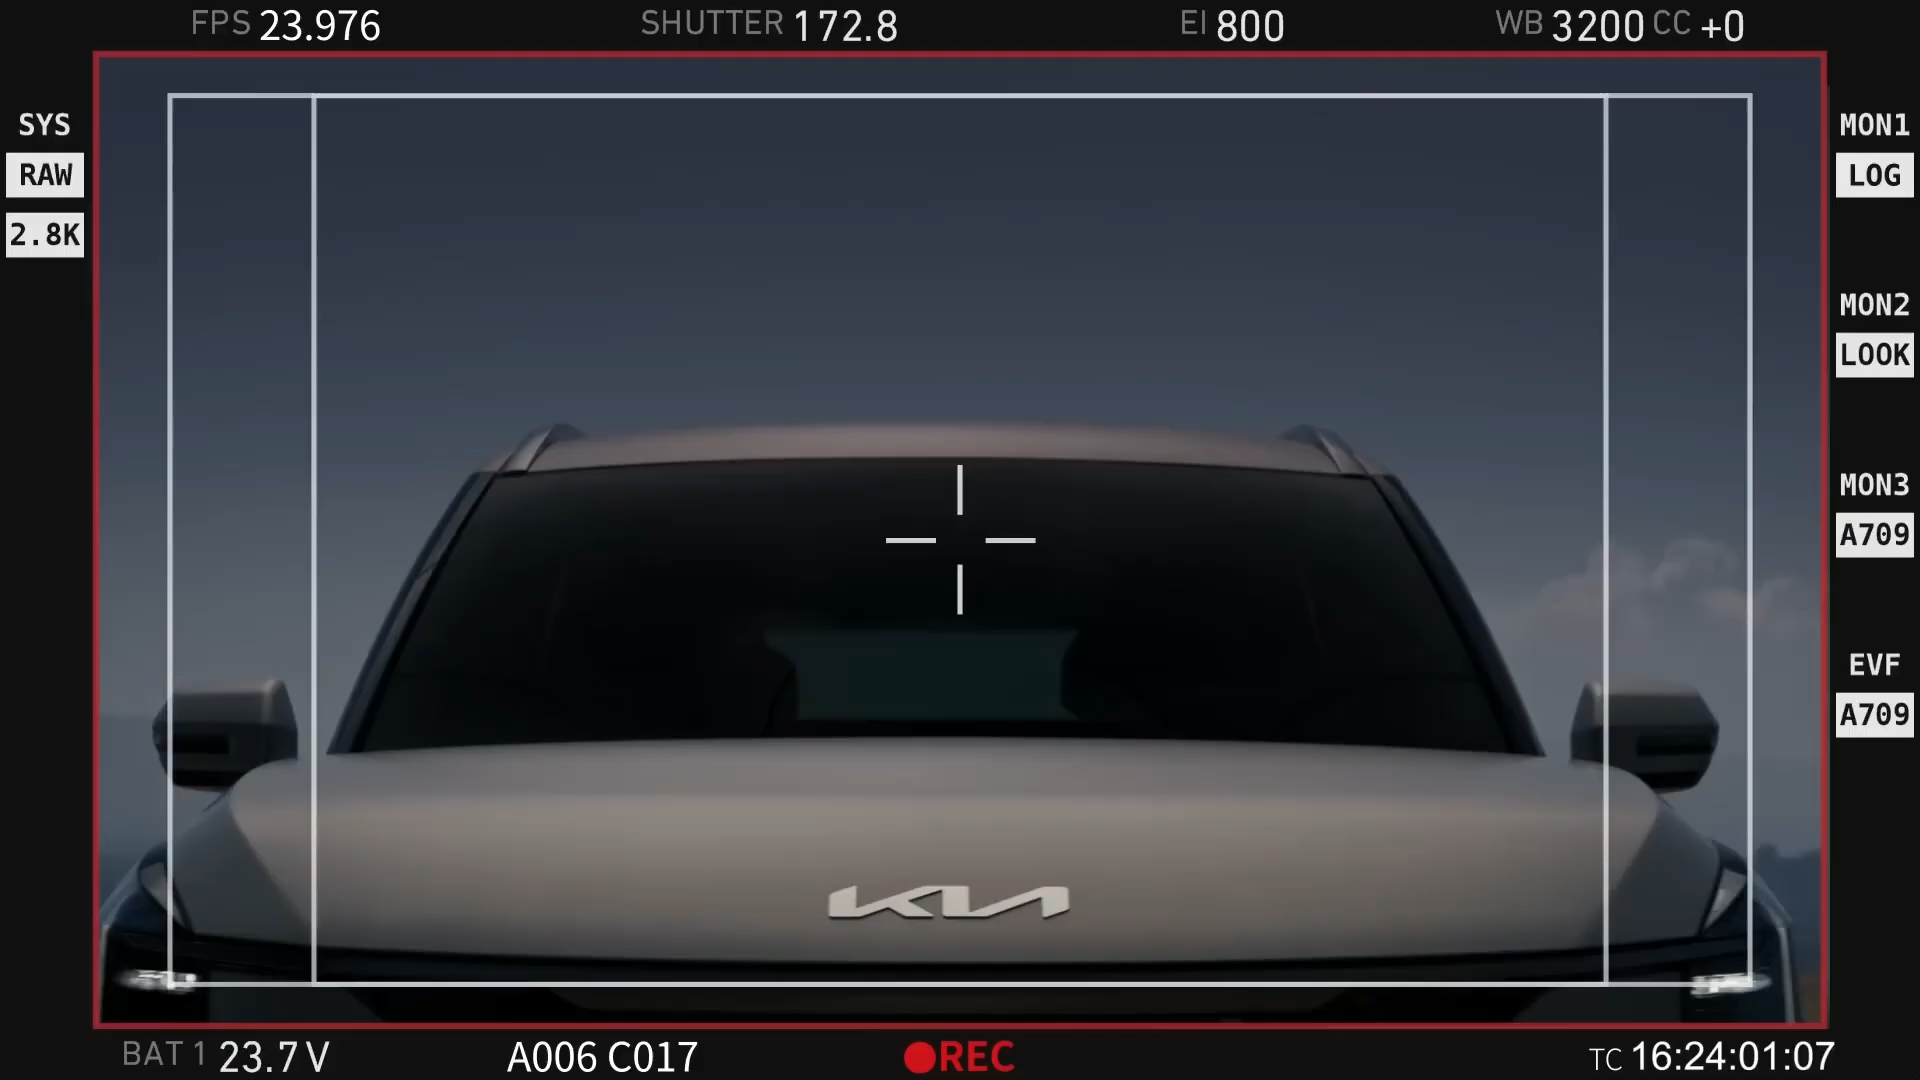 FPS 23.976 SHUTTER 172.8 EI 800 WB 3200 CC +0
SYS
RAW
2.8K
MON1
LOG
MON2
LOOK
MON3
A709
EVF
A709
KIA
BAT 1 23.7 V A006 C017 REC TC 16:24:01:07